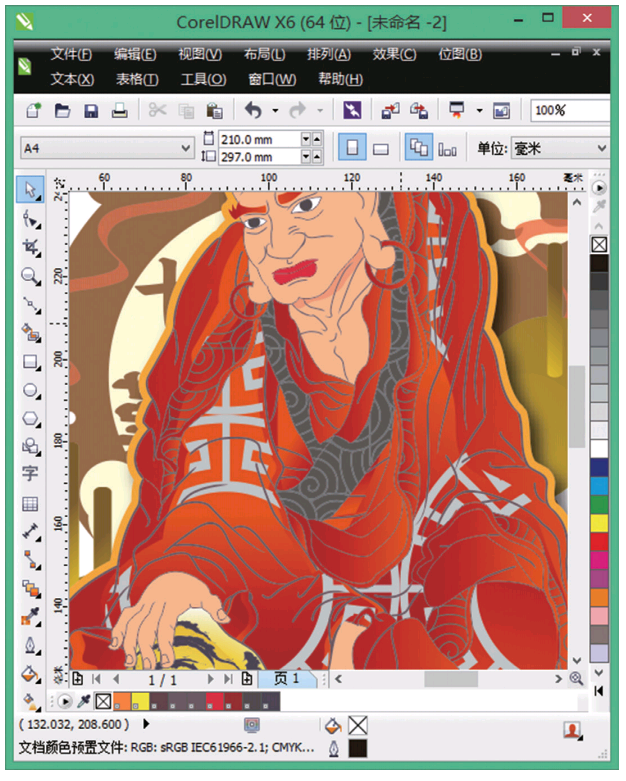 CorelDRAW X6 (64 位) - [未命名 -2]
文件(F) 编辑(E) 视图(V) 布局(L) 排列(A) 效果(C) 位图(B)
文本(X) 表格(T) 工具(O) 窗口(W) 帮助(H)
100%
A4 210.0 mm 单位: 毫米
297.0 mm
60 80 100 120 140 160 毫米
220
200
180
160
140
字
毫米
1 / 1 页 1
( 132.032, 208.600 )
文档颜色预置文件: RGB: sRGB IEC61966-2.1; CMYK...